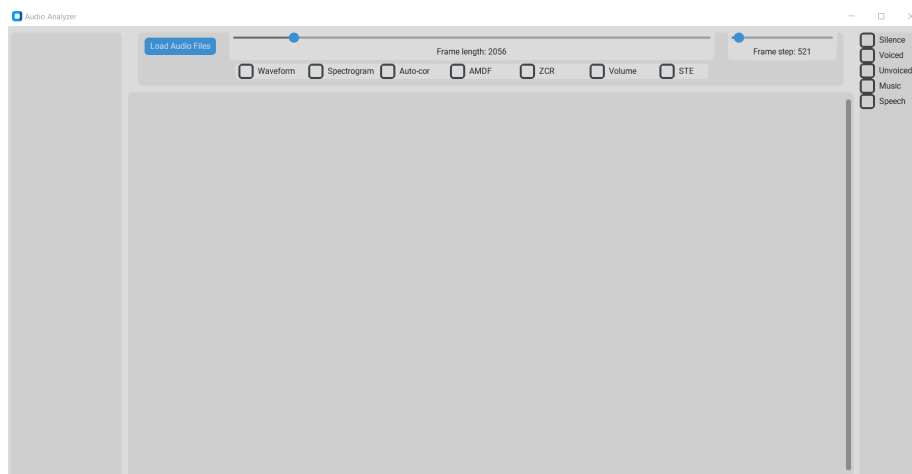 Audio Analyzer
Load Audio Files
Frame length: 2056
Frame step: 521
Waveform Spectrogram Auto-cor AMDF ZCR Volume STE
Silence
Voiced
Unvoiced
Music
Speech